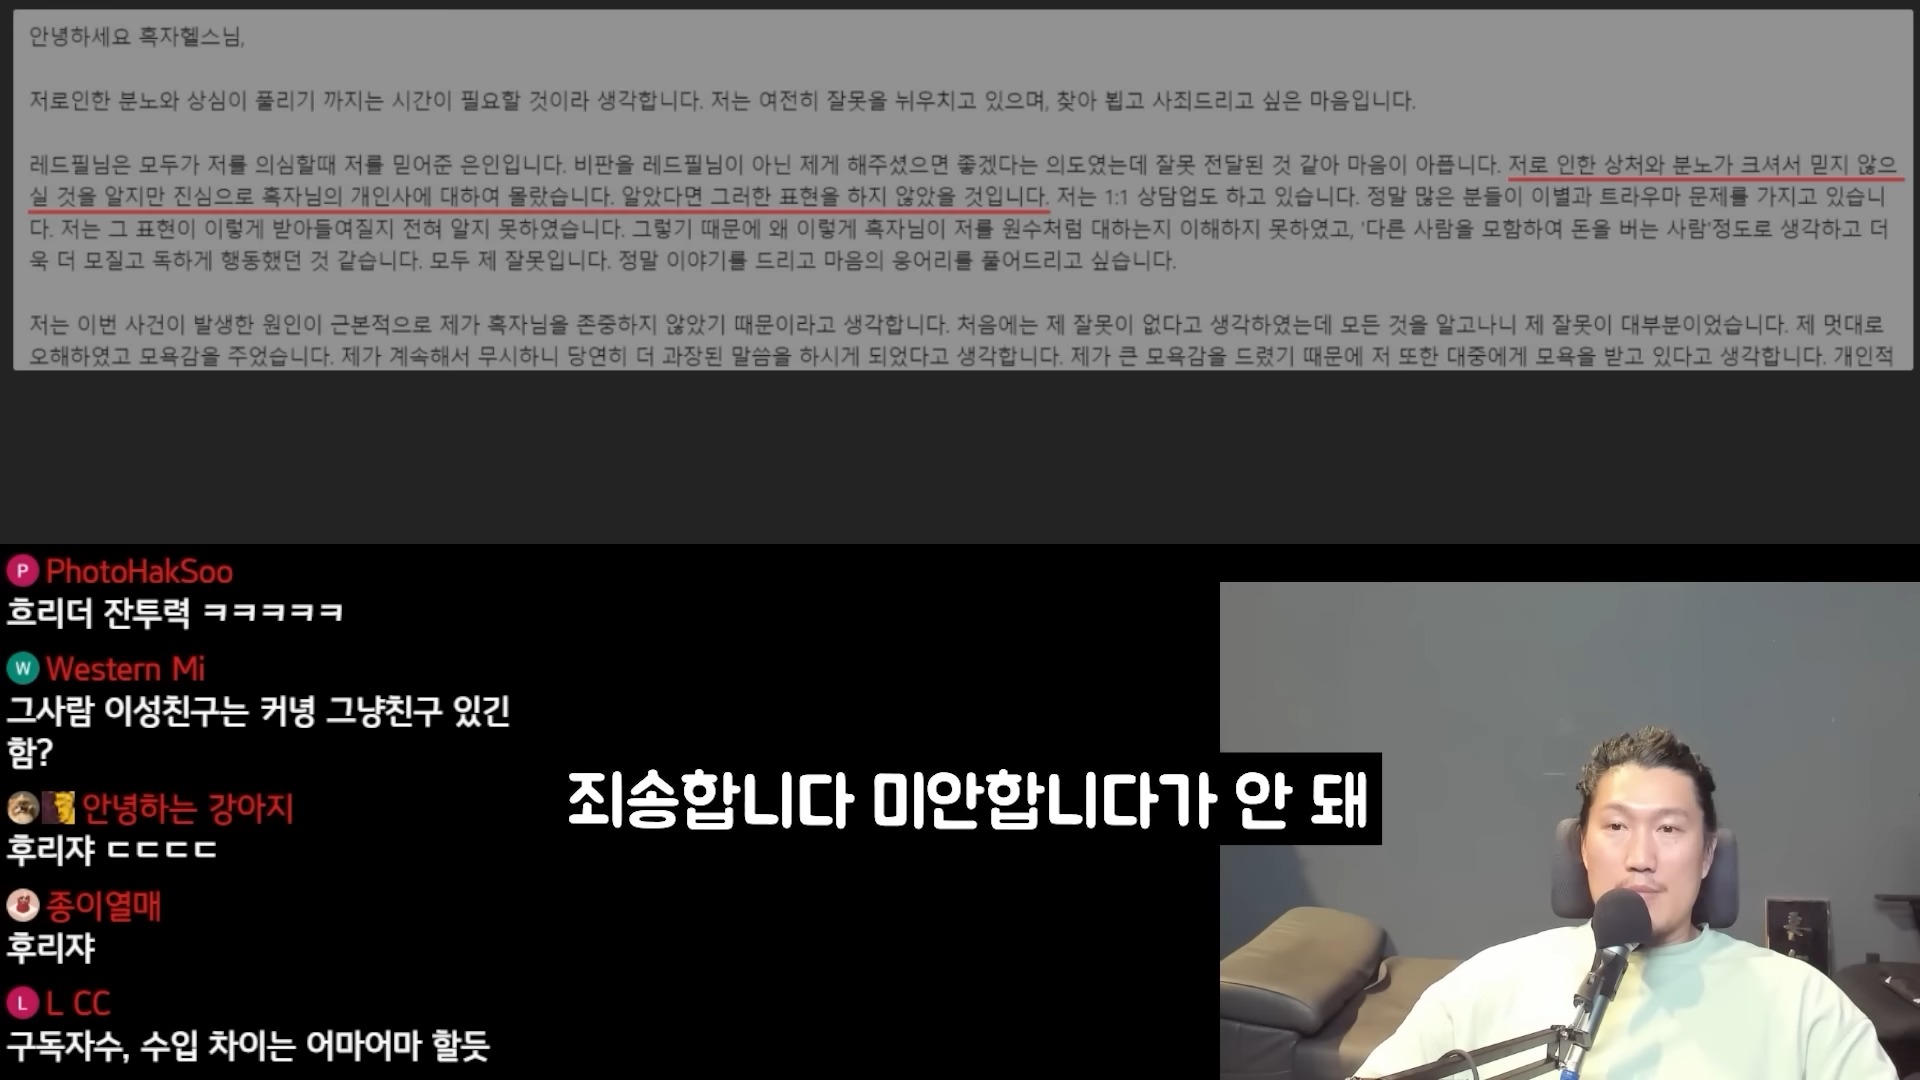 안녕하세요 흑자헬스님,
저로인한 분노와 상심이 풀리기 까지는 시간이 필요할 것이라 생각합니다. 저는 여전히 잘못을 뉘우치고 있으며, 찾아 뵙고 사죄드리고 싶은 마음입니다.
레드필님은 모두가 저를 의심할때 저를 믿어준 은인입니다. 비판을 레드필님이 아닌 제게 해주셨으면 좋겠다는 의도였는데 잘못 전달된 것 같아 마음이 아픕니다. 저로 인한 상처와 분노가 크셔서 믿지 않으
실 것을 알지만 진심으로 흑자님의 개인사에 대하여 몰랐습니다. 알았다면 그러한 표현을 하지 않았을 것입니다. 저는 1:1 상담업도 하고 있습니다. 정말 많은 분들이 이별과 트라우마 문제를 가지고 있습니
다. 저는 그 표현이 이렇게 받아들여질지 전혀 알지 못하였습니다. 그렇기 때문에 왜 이렇게 흑자님이 저를 원수처럼 대하는지 이해하지 못하였고, '다른 사람을 모함하여 돈을 버는 사람'정도로 생각하고 더
욱 더 모질고 독하게 행동했던 것 같습니다. 모두 제 잘못입니다. 정말 이야기를 드리고 마음의 응어리를 풀어드리고 싶습니다.
저는 이번 사건이 발생한 원인이 근본적으로 제가 흑자님을 존중하지 않았기 때문이라고 생각합니다. 처음에는 제 잘못이 없다고 생각하였는데 모든 것을 알고나니 제 잘못이 대부분이었습니다. 제 멋대로
오해하였고 모욕감을 주었습니다. 제가 계속해서 무시하니 당연히 더 과장된 말씀을 하시게 되었다고 생각합니다. 제가 큰 모욕감을 드렸기 때문에 저 또한 대중에게 모욕을 받고 있다고 생각합니다. 개인적
P PhotoHakSoo
흐리더 잔투력 ㅋㅋㅋㅋㅋ
W Western Mi
그사람 이성친구는 커녕 그냥친구 있긴
함?
안녕하는 강아지
후리쟈 ㄷㄷㄷㄷ
종이열매
후리쟈
L L CC
구독자수, 수입 차이는 어마어마 할듯
죄송합니다 미안합니다가 안 돼